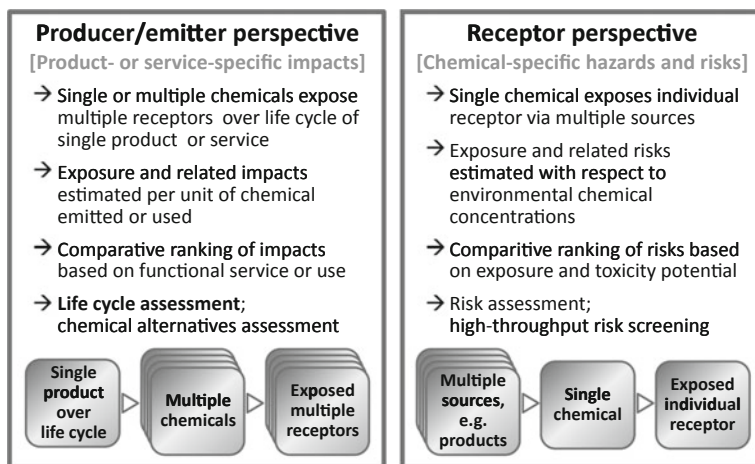 Producer/emitter perspective
[Product- or service-specific impacts]
→ Single or multiple chemicals expose
multiple receptors over life cycle of
single product or service
→ Exposure and related impacts
estimated per unit of chemical
emitted or used
→ Comparative ranking of impacts
based on functional service or use
→ Life cycle assessment;
chemical alternatives assessment
Single
product
over
life cycle
Multiple
chemicals
Exposed
multiple
receptors
Receptor perspective
[Chemical-specific hazards and risks]
→ Single chemical exposes individual
receptor via multiple sources
→ Exposure and related risks
estimated with respect to
environmental chemical
concentrations
→ Comparitive ranking of risks based
on exposure and toxicity potential
→ Risk assessment;
high-throughput risk screening
Multiple
sources,
e.g.
products
Single
chemical
Exposed
individual
receptor